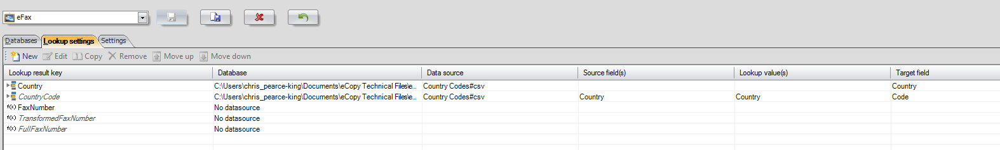 eFax
Databases Lookup settings Settings
New Edit Copy Remove Move up Move down
Lookup result key Database Data source Source field(s) Lookup value(s) Target field
Country C:\Users\chris_pearce-king\Documents\eCopy Technical Files\e... Country Codes#csv Country
CountryCode C:\Users\chris_pearce-king\Documents\eCopy Technical Files\e... Country Codes#csv Country Country Code
f(x) FaxNumber No datasource
f(x) TransformedFaxNumber No datasource
f(x) FullFaxNumber No datasource